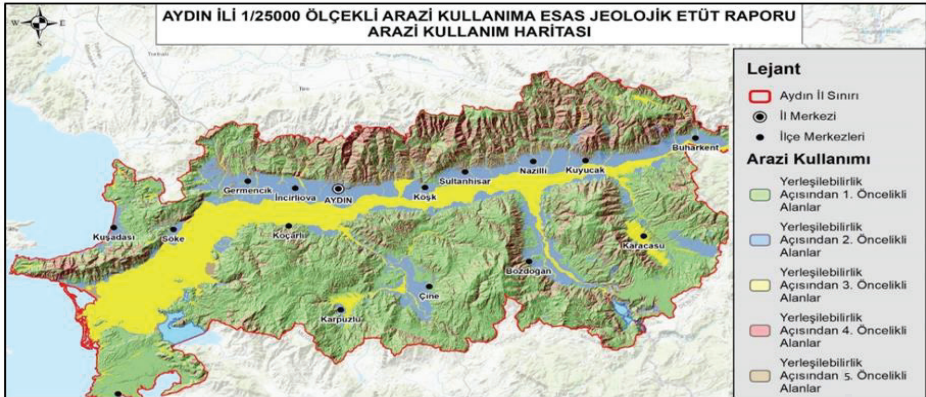 AYDIN İLİ 1/25000 ÖLÇEKLİ ARAZİ KULLANIMA ESAS JEOLOJİK ETÜT RAPORU
ARAZİ KULLANIM HARİTASI
N
W
E
S
Lejant
Aydın İl Sınırı
İl Merkezi
İlçe Merkezleri
Arazi Kullanımı
Yerleşilebilirlik
Açısından 1. Öncelikli
Alanlar
Yerleşilebilirlik
Açısından 2. Öncelikli
Alanlar
Yerleşilebilirlik
Açısından 3. Öncelikli
Alanlar
Yerleşilebilirlik
Açısından 4. Öncelikli
Alanlar
Yerleşilebilirlik
Açısından 5. Öncelikli
Alanlar
Buharkent
Nazilli
Kuyucak
Sultanhisar
Germencik
İncirliova
AYDIN
Köşk
Kuşadası
Söke
Koçarlı
Karacasu
Bozdoğan
Çine
Karpuzlu